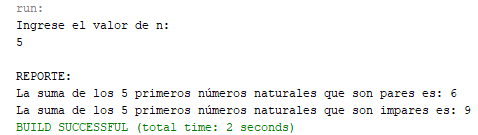 run:
Ingrese el valor de n:
5
REPORTE:
La suma de los 5 primeros números naturales que son pares es: 6
La suma de los 5 primeros números naturales que son impares es: 9
BUILD SUCCESSFUL (total time: 2 seconds)